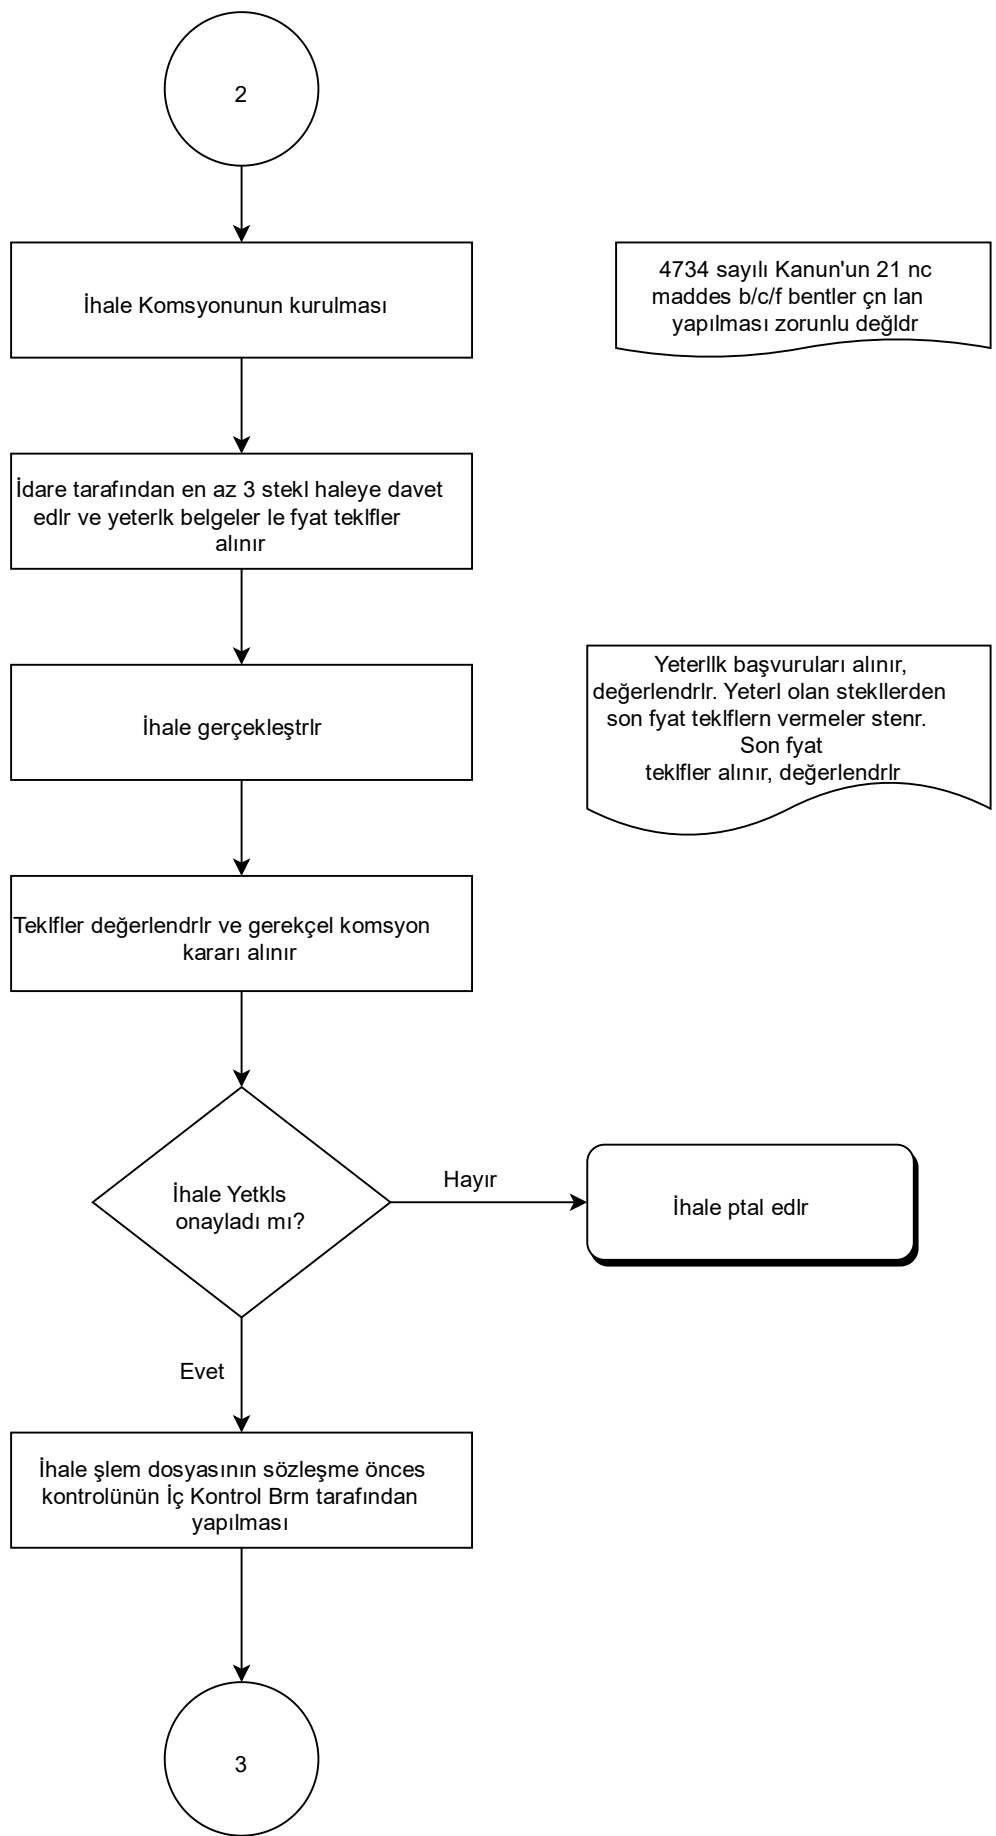 2
İhale Komsyonunun kurulması
4734 sayılı Kanun'un 21 nc
maddes b/c/f bentler çn lan
yapılması zorunlu değldr
İdare tarafından en az 3 stekl haleye davet
edlr ve yeterlk belgeler le fyat teklfler
alınır
İhale gerçekleştrlr
Yeterllk başvuruları alınır,
değerlendrlr. Yeterl olan stekllerden
son fyat teklflern vermeler stenr.
Son fyat
teklfler alınır, değerlendrlr
Teklfler değerlendrlr ve gerekçel komsyon
kararı alınır
İhale Yetkls
onayladı mı?
Hayır
İhale ptal edlr
Evet
İhale şlem dosyasının sözleşme önces
kontrolünün İç Kontrol Brm tarafından
yapılması
3